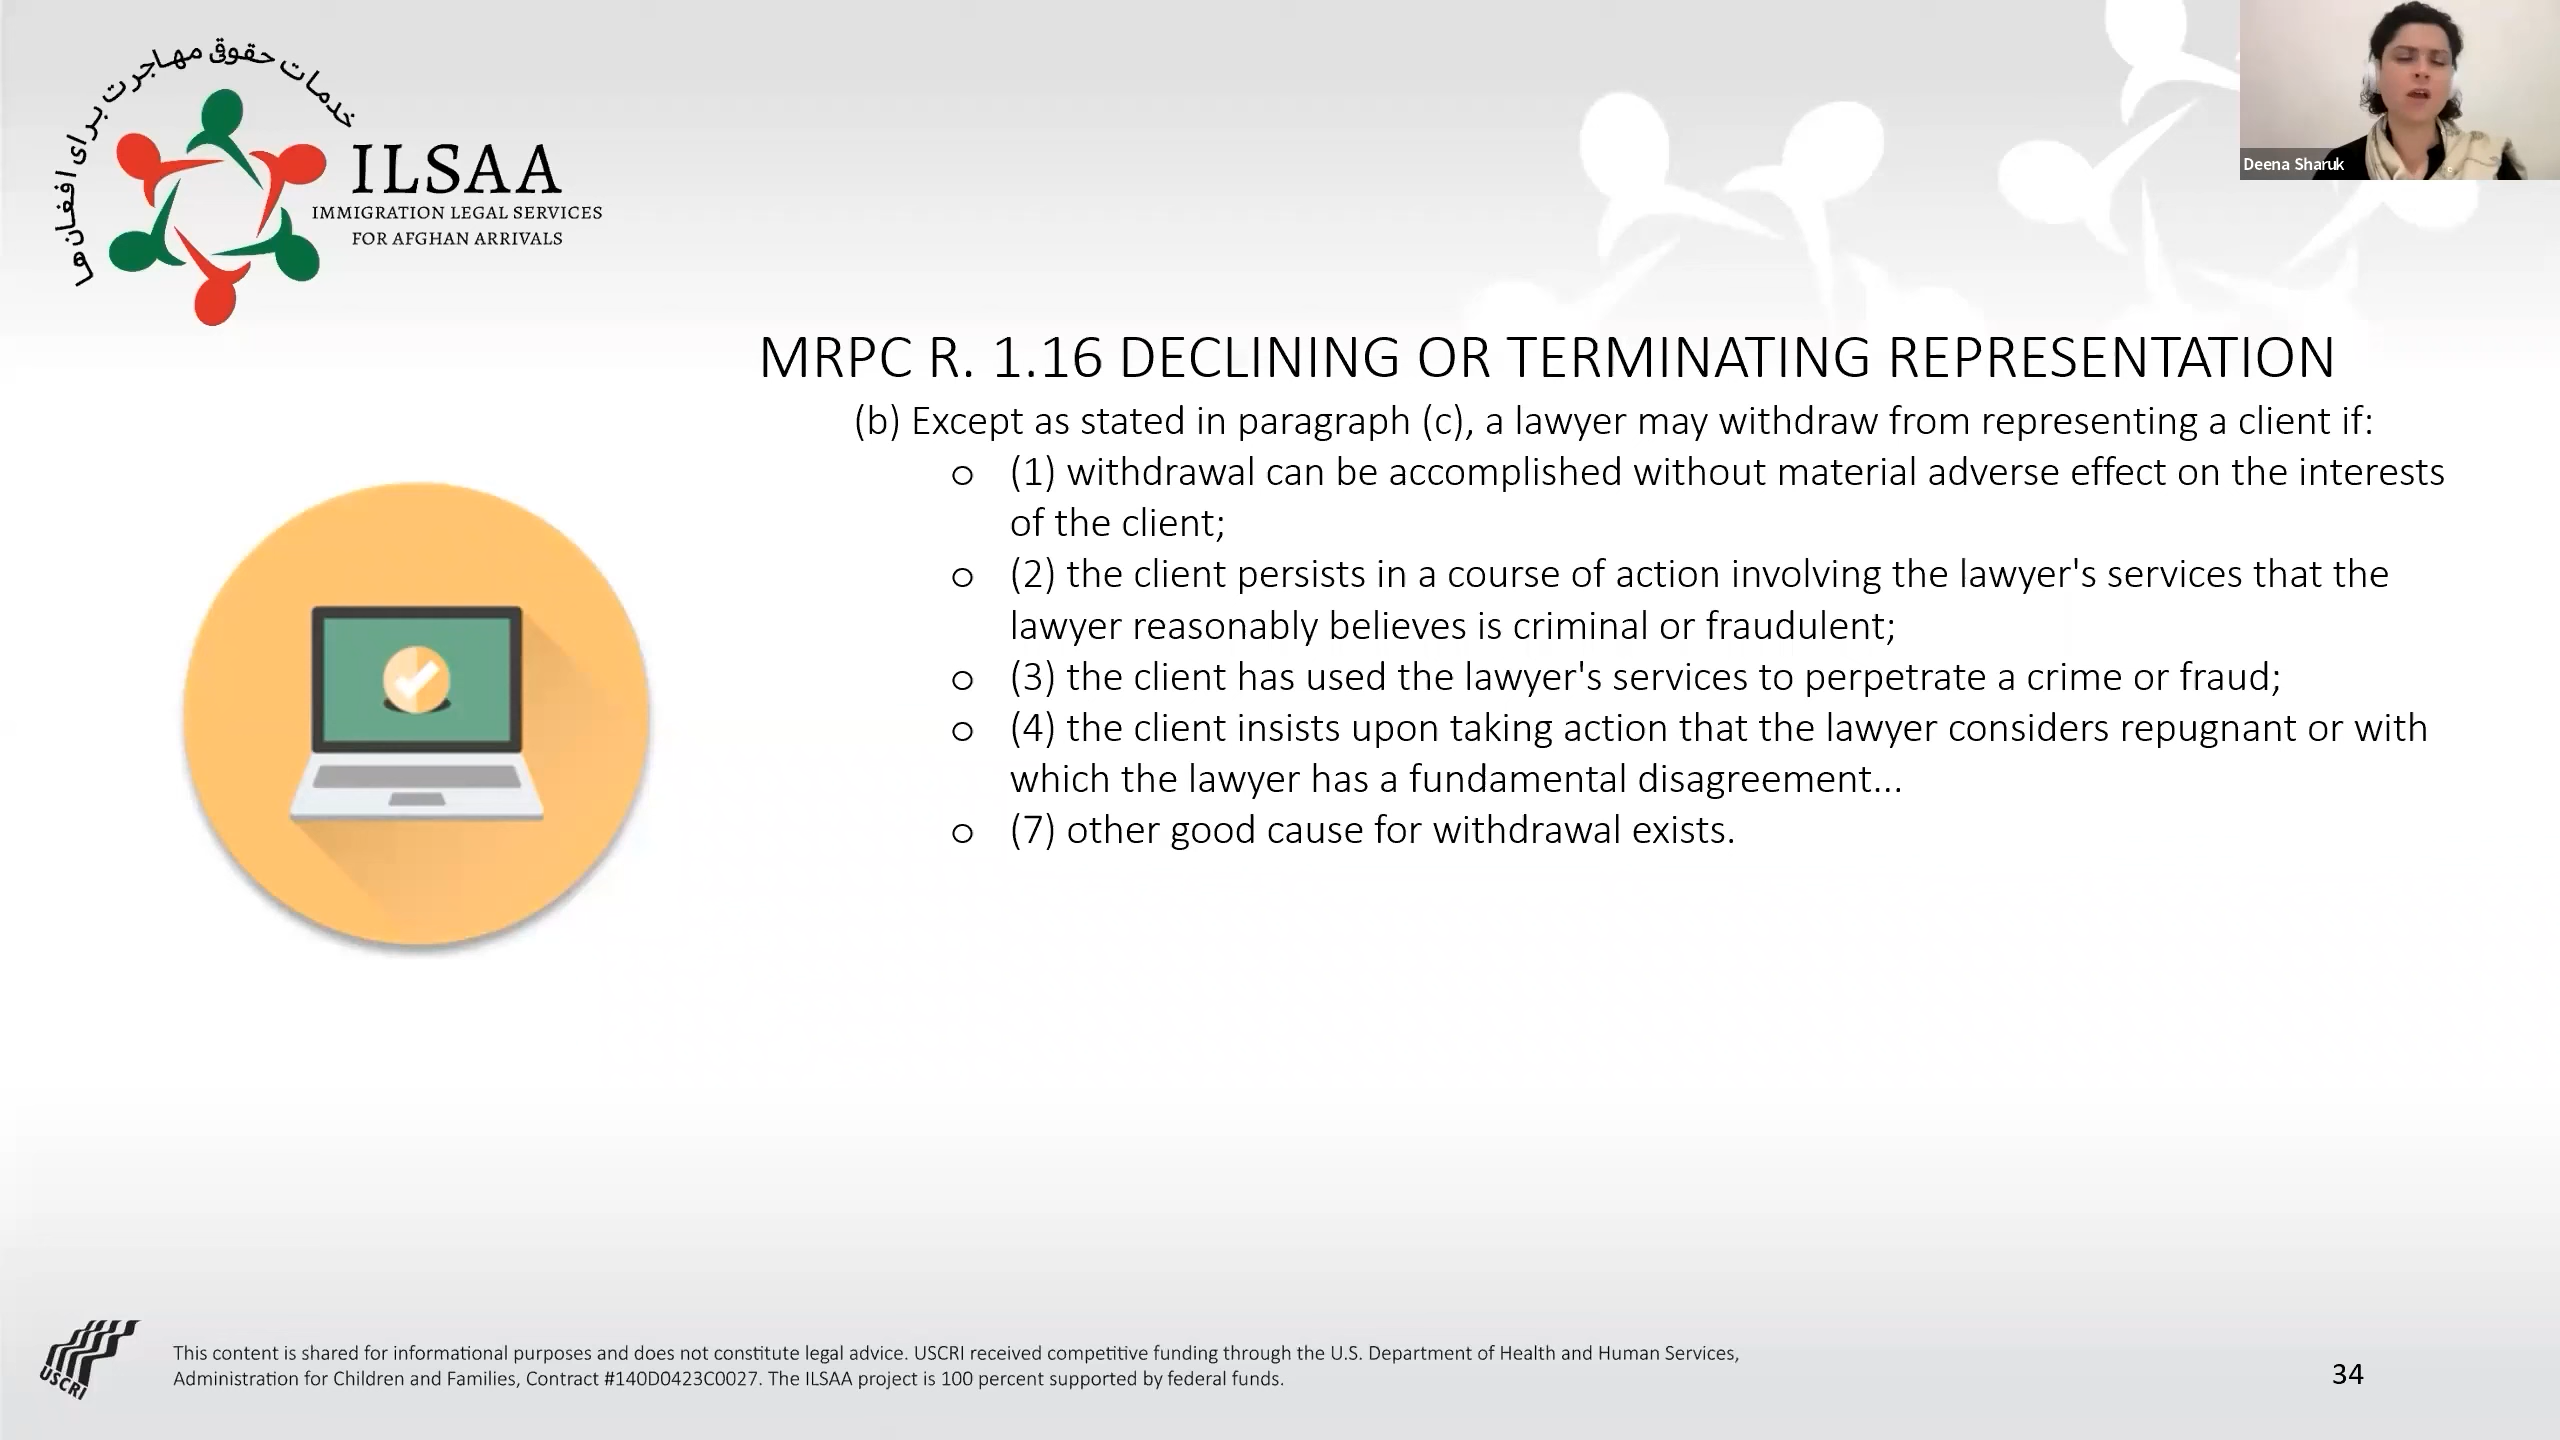 خدمات حقوقی مهاجرت برای افغان‌ها
ILSAA
IMMIGRATION LEGAL SERVICES
FOR AFGHAN ARRIVALS
Deena Sharuk
MRPC R. 1.16 DECLINING OR TERMINATING REPRESENTATION
(b) Except as stated in paragraph (c), a lawyer may withdraw from representing a client if:
o (1) withdrawal can be accomplished without material adverse effect on the interests
of the client;
o (2) the client persists in a course of action involving the lawyer's services that the
lawyer reasonably believes is criminal or fraudulent;
o (3) the client has used the lawyer's services to perpetrate a crime or fraud;
o (4) the client insists upon taking action that the lawyer considers repugnant or with
which the lawyer has a fundamental disagreement...
o (7) other good cause for withdrawal exists.
USCRI
This content is shared for informational purposes and does not constitute legal advice. USCRI received competitive funding through the U.S. Department of Health and Human Services,
Administration for Children and Families, Contract #140D0423C0027. The ILSAA project is 100 percent supported by federal funds.
34